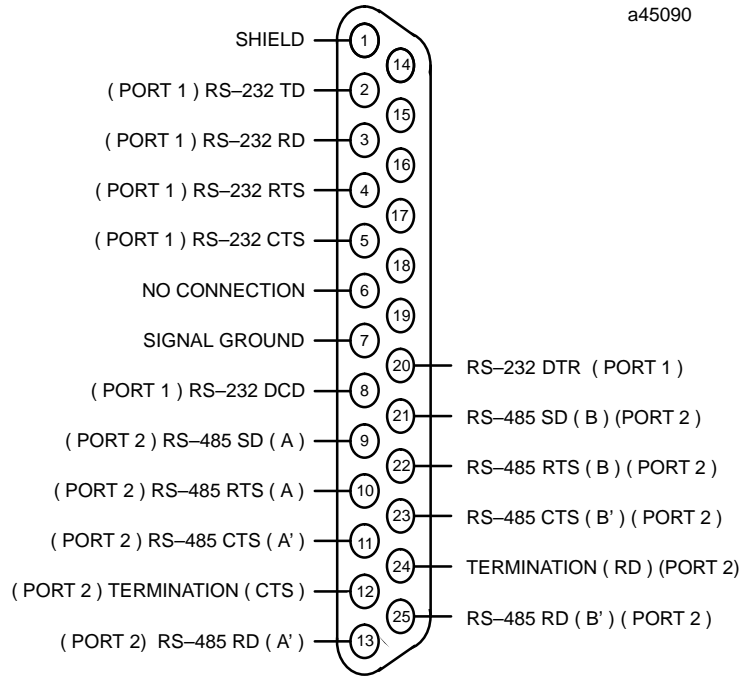 a45090
SHIELD 1
14
( PORT 1 ) RS–232 TD 2
15
( PORT 1 ) RS–232 RD 3
16
( PORT 1 ) RS–232 RTS 4
17
( PORT 1 ) RS–232 CTS 5
18
NO CONNECTION 6
19
SIGNAL GROUND 7
20 RS–232 DTR ( PORT 1 )
( PORT 1 ) RS–232 DCD 8
21 RS–485 SD ( B ) (PORT 2 )
( PORT 2 ) RS–485 SD ( A ) 9
22 RS–485 RTS ( B ) ( PORT 2 )
( PORT 2 ) RS–485 RTS ( A ) 10
23 RS–485 CTS ( B' ) ( PORT 2 )
( PORT 2 ) RS–485 CTS ( A' ) 11
24 TERMINATION ( RD ) (PORT 2)
( PORT 2 ) TERMINATION ( CTS ) 12
25 RS–485 RD ( B' ) ( PORT 2 )
( PORT 2) RS–485 RD ( A' ) 13